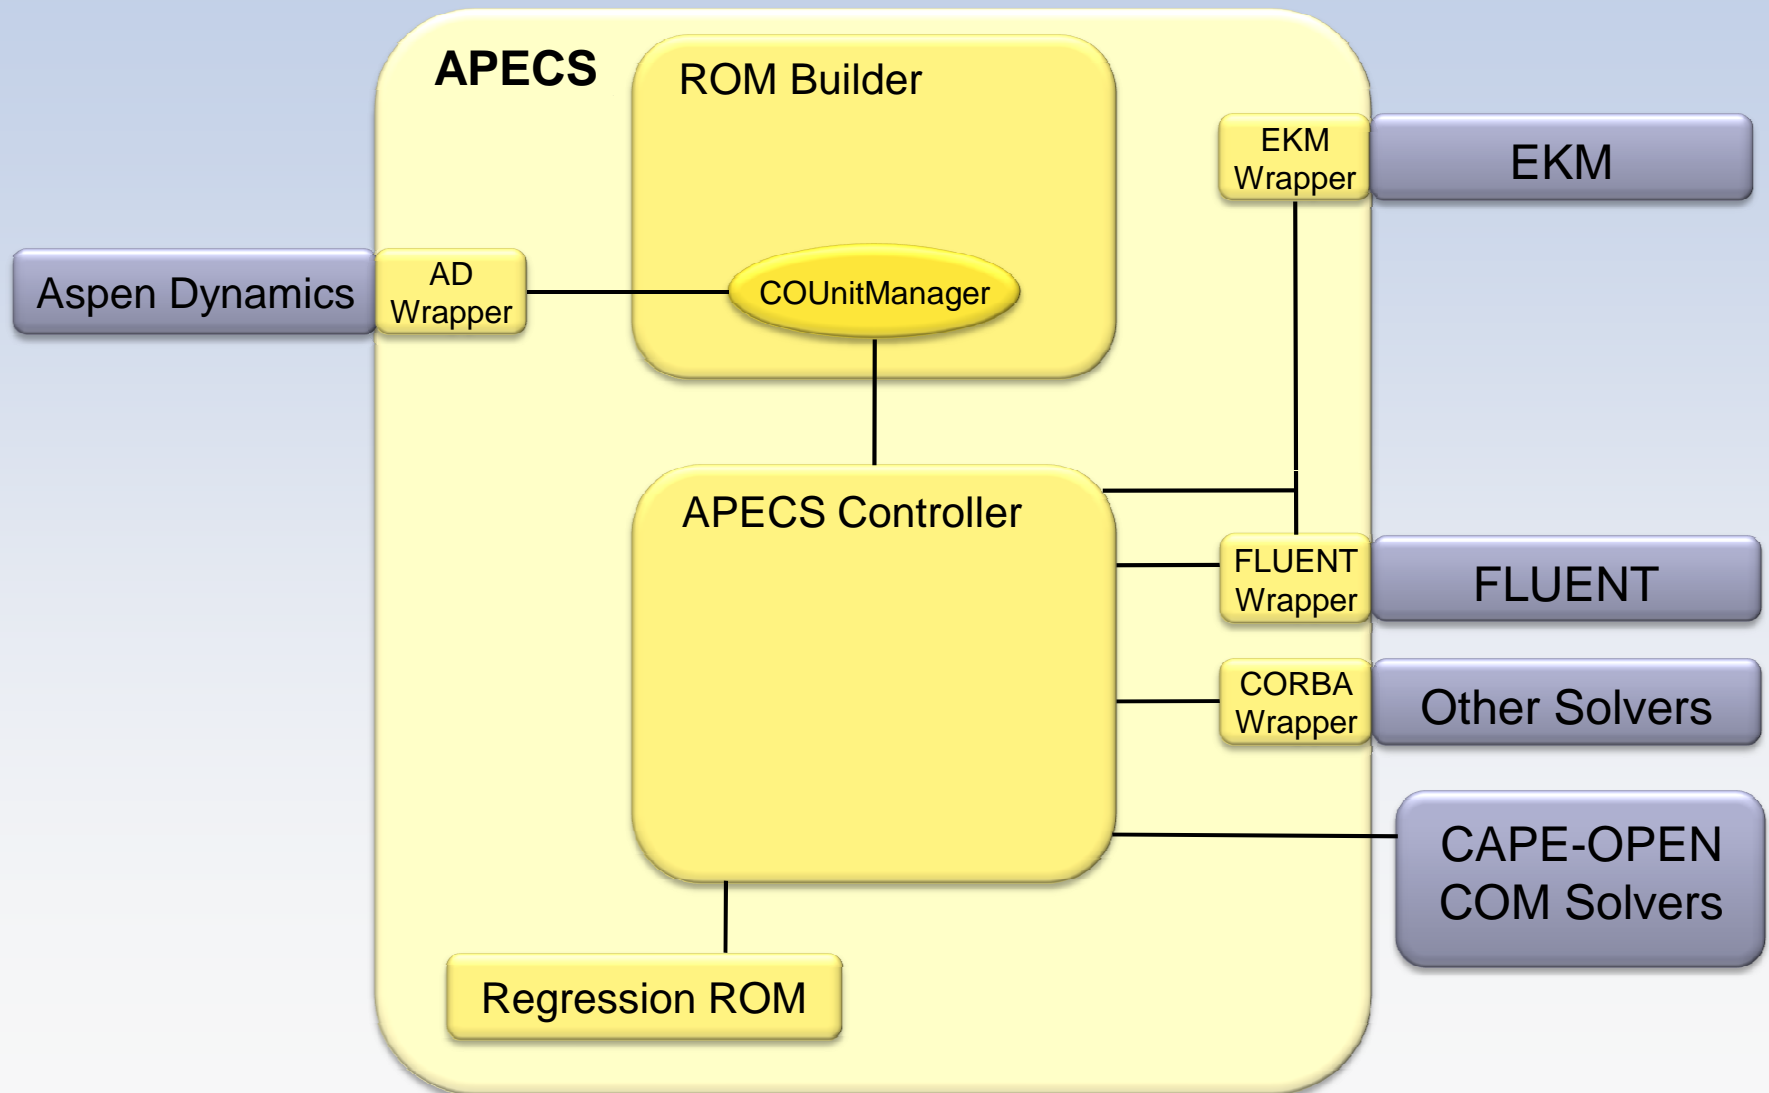 APECS
ROM Builder
EKM
Wrapper
EKM
Aspen Dynamics
AD
Wrapper
COUnitManager
APECS Controller
FLUENT
Wrapper
FLUENT
CORBA
Wrapper
Other Solvers
CAPE-OPEN
COM Solvers
Regression ROM